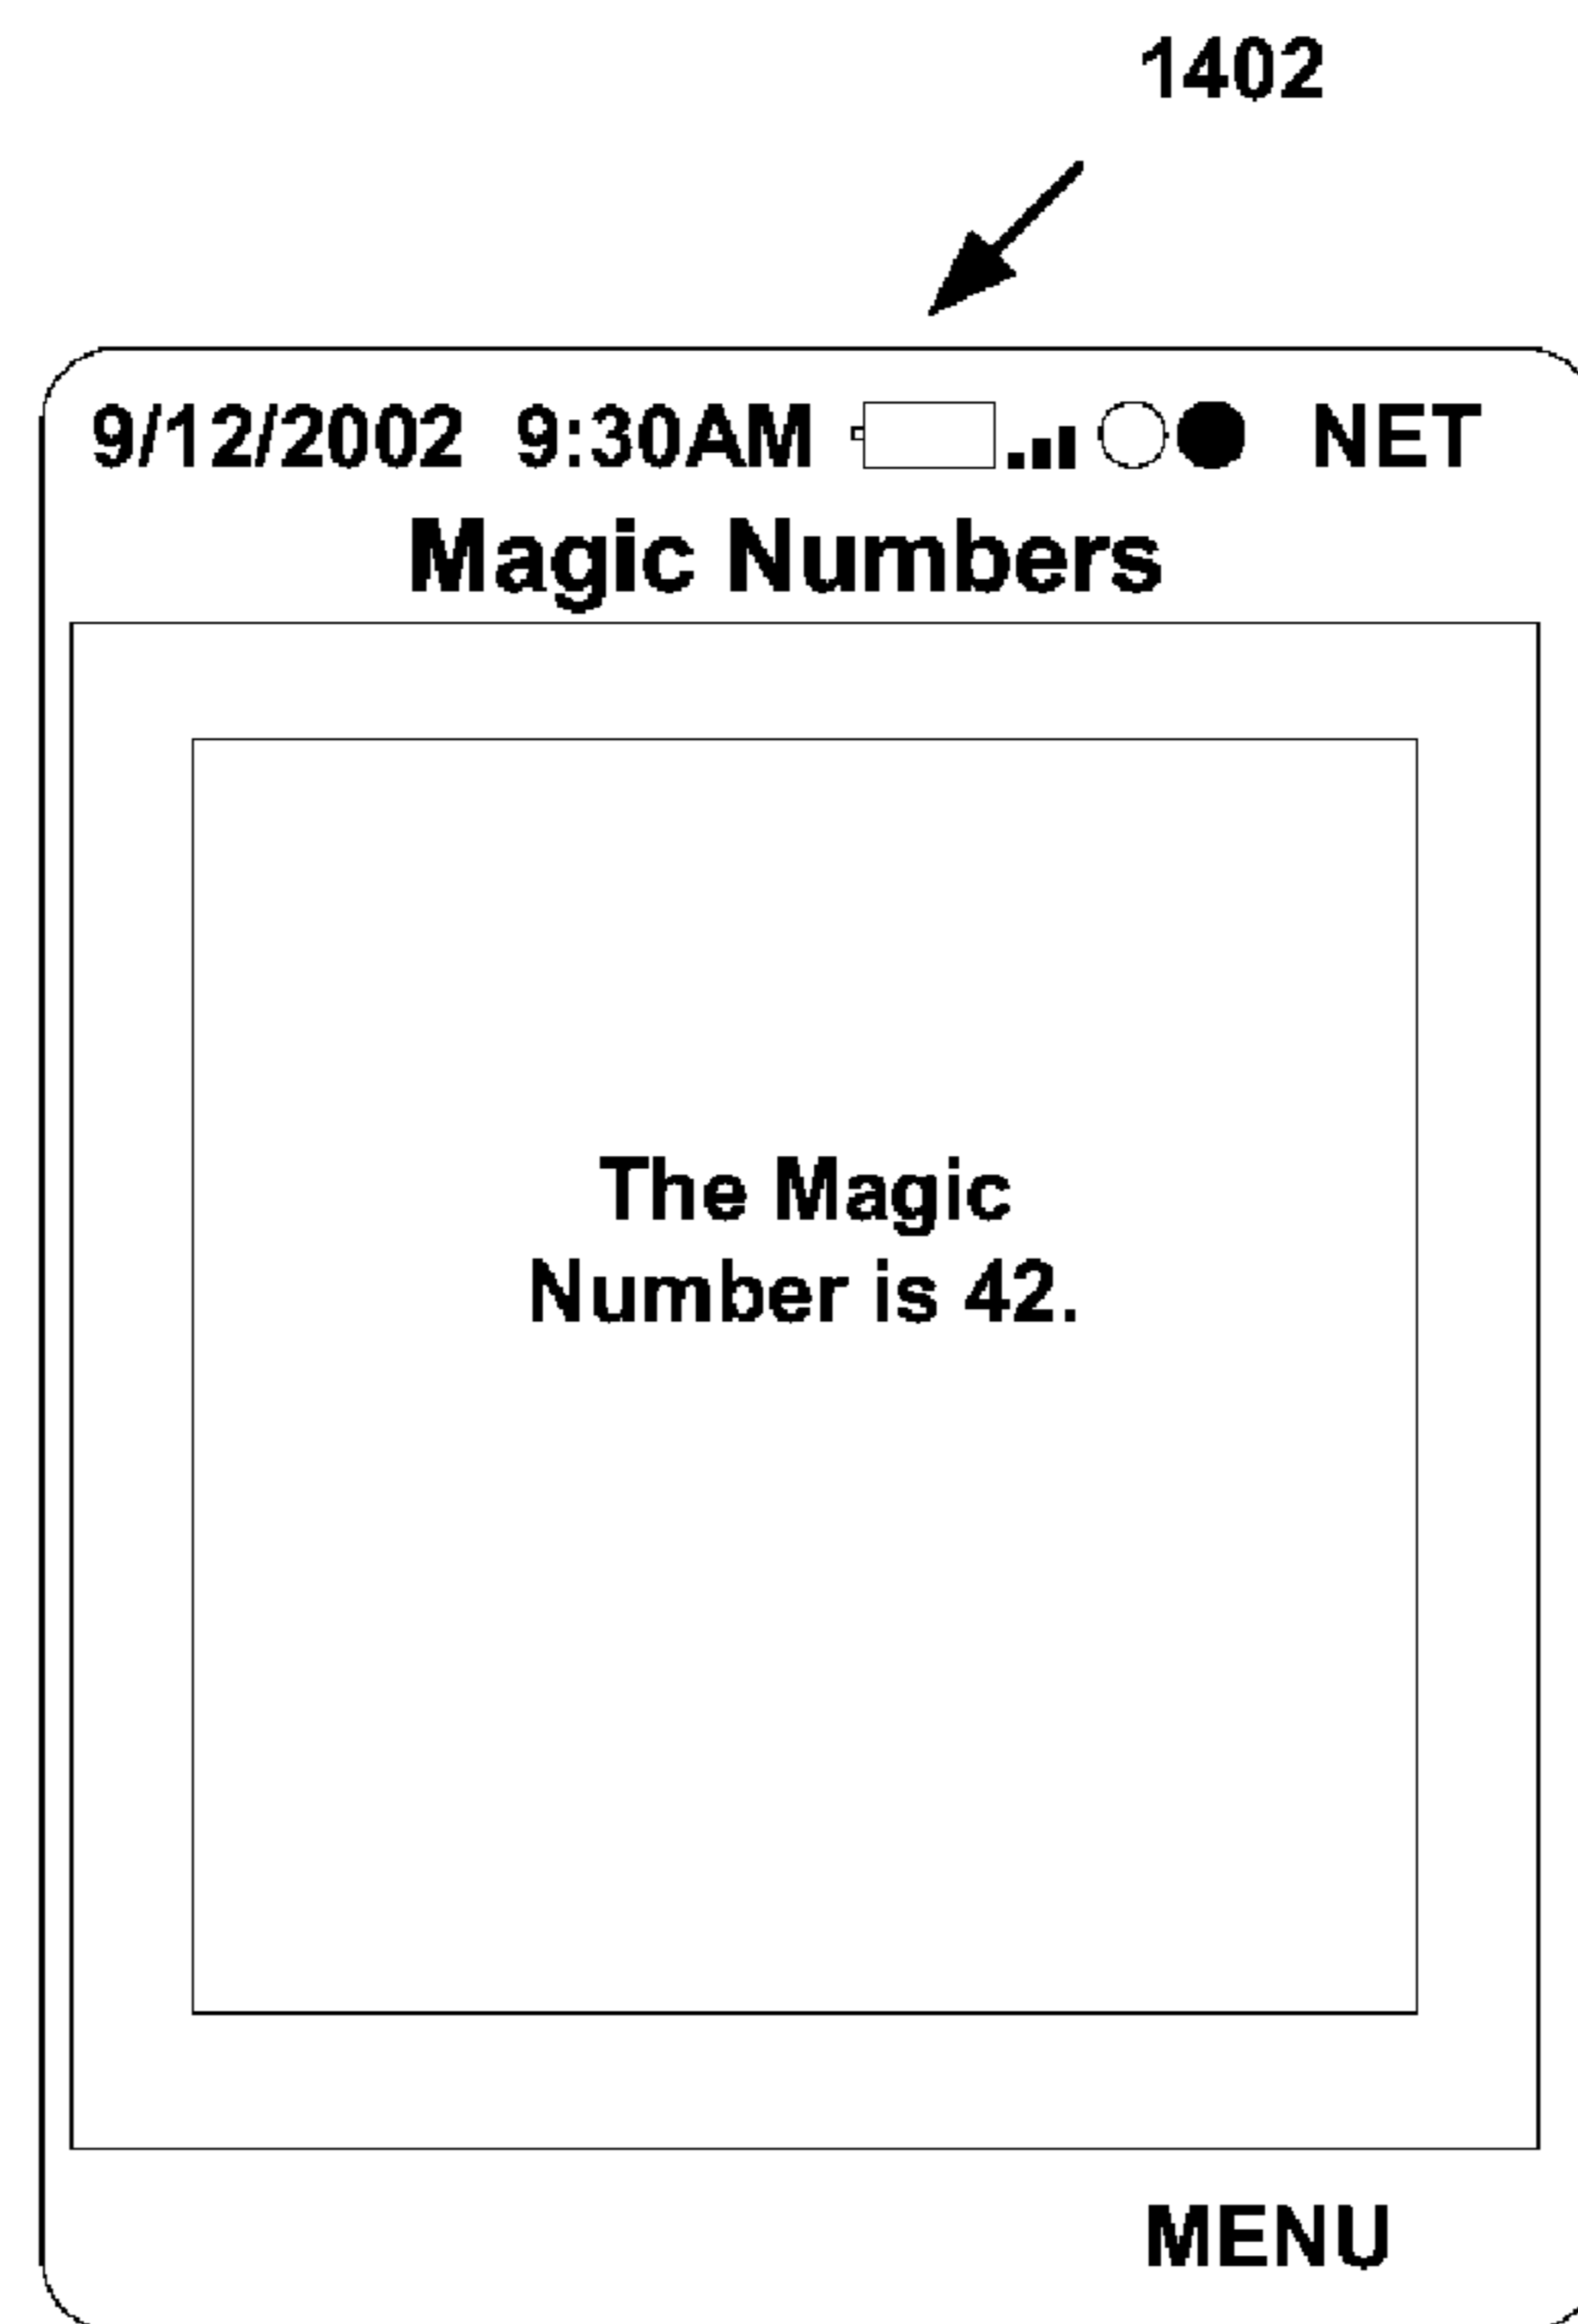 1402
9/12/2002 9:30AM NET
Magic Numbers
The Magic
Number is 42.
MENU